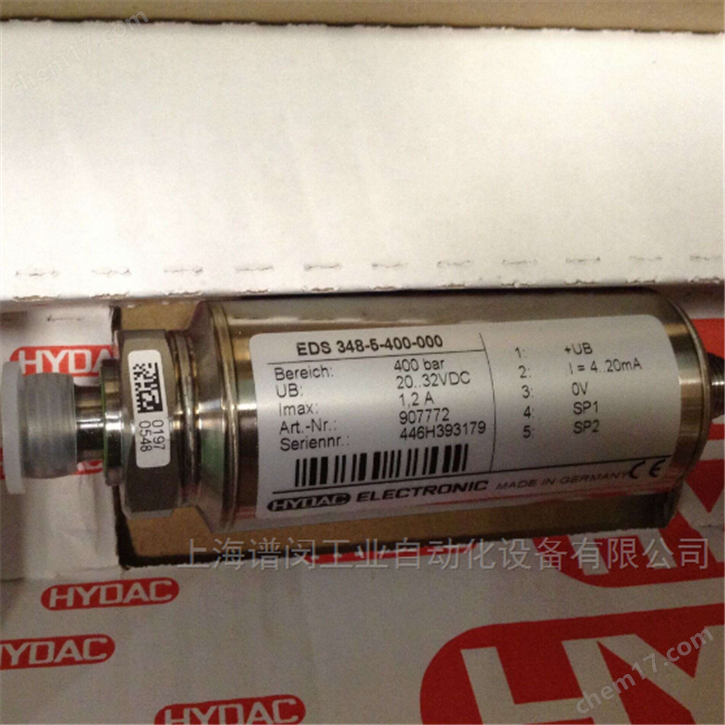 EDS 348-5-400-000
Bereich: 400 bar
UB: 20..32VDC
Imax: 1,2 A
Art.-Nr.: 907772
Seriennr.: 446H393179
1: +UB
2: I = 4..20mA
3: 0V
4: SP1
5: SP2
HYDAC ELECTRONIC MADE IN GERMANY CE
0197
0548
HYDAC
上海谱闵工业自动化设备有限公司
HYDAC
HYDAC
HYDAC
chem17.com